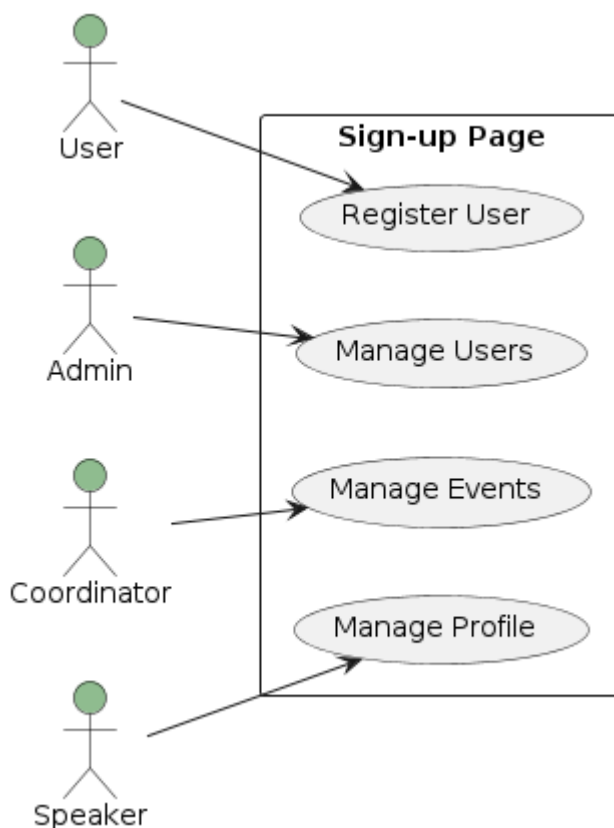 User
Sign-up Page
Register User
Admin
Manage Users
Coordinator
Manage Events
Speaker
Manage Profile